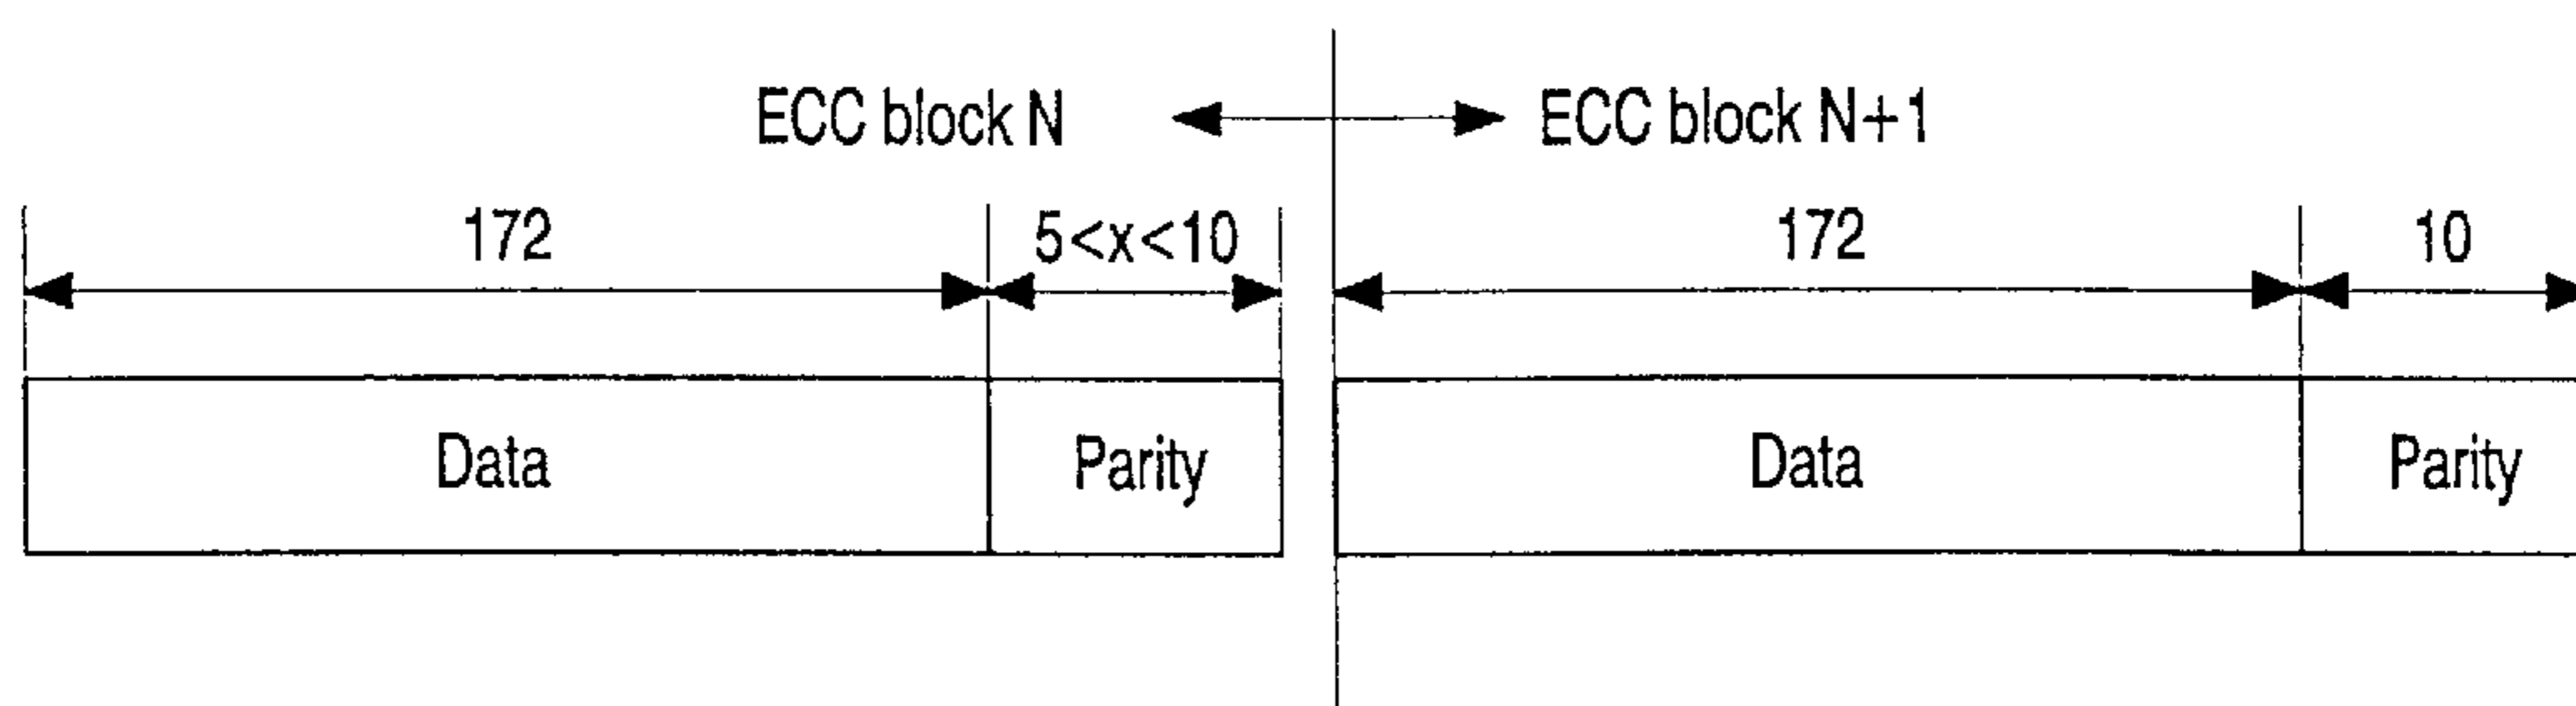 ECC block N ECC block N+1
172 5<x<10 172 10
Data Parity Data Parity